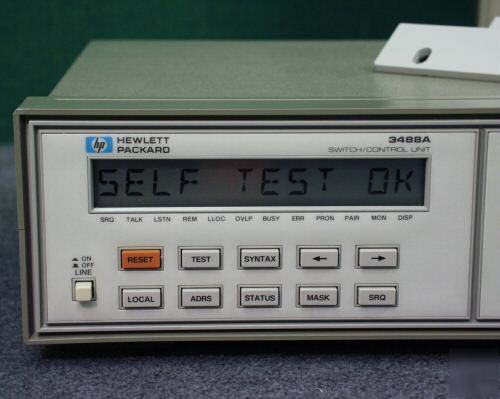 hp HEWLETT PACKARD
3488A
SWITCH/CONTROL UNIT
SELF TEST OK
SRQ TALK LSTN REM LLOC OVLP BUSY ERR PRON PAIR MON DISP
ON
OFF
LINE
RESET TEST SYNTAX ← →
LOCAL ADRS STATUS MASK SRQ